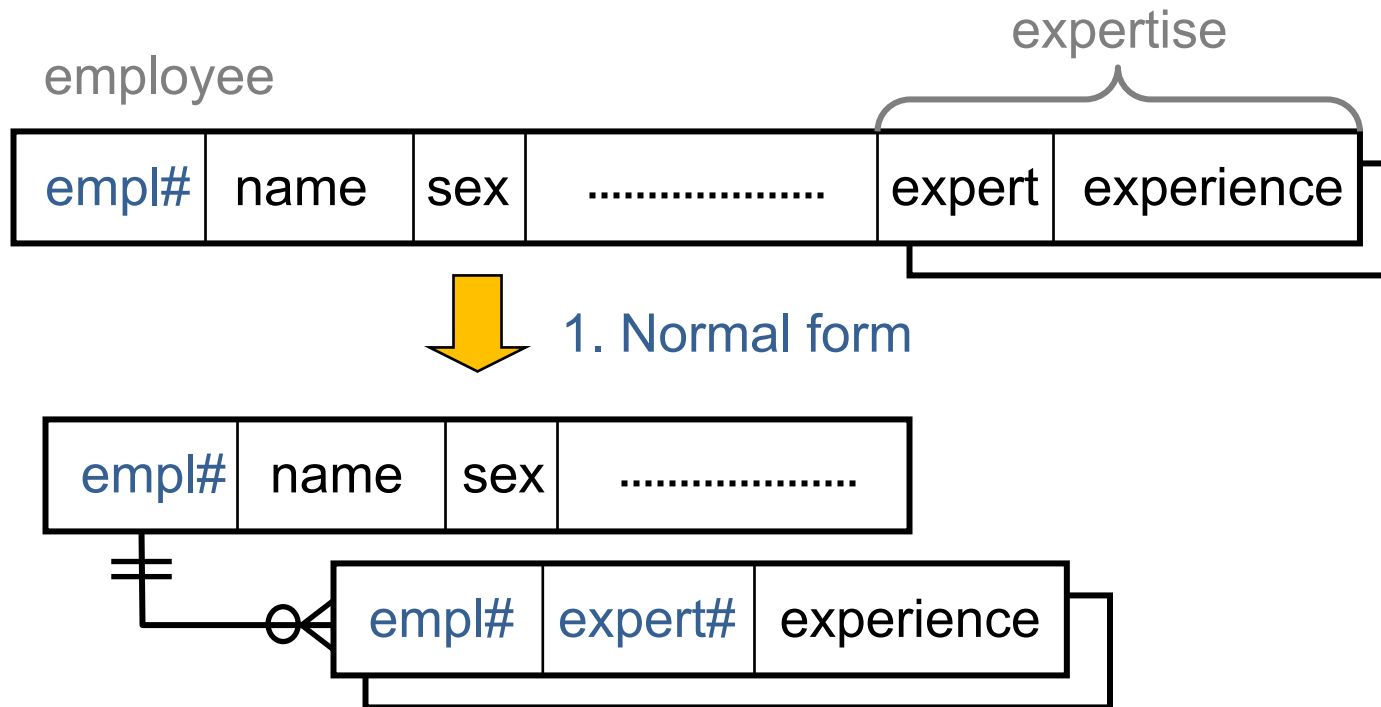 expertise
employee
empl# name sex .................... expert experience
1. Normal form
empl# name sex ....................
empl# expert# experience